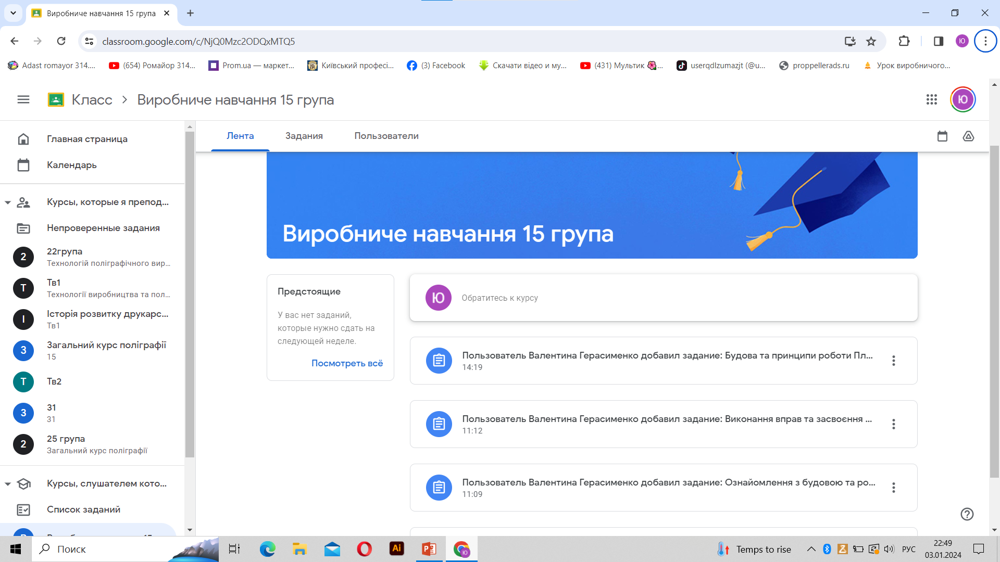 Виробниче навчання 15 група
classroom.google.com/c/NjQ0Mzc2ODQxMTQ5
Ю
Adast romayor 314....
(654) Ромайор 314...
Prom.ua — маркет...
Київський професі...
(3) Facebook
Скачати відео и му...
(431) Мультик 🌺...
userqdlzumazjt (@u...
proppellerads.ru
Урок виробничого...
Класс > Виробниче навчання 15 група
Ю
Главная страница
Календарь
Курсы, которые я препод...
Непроверенные задания
2
22група
Технологій поліграфічного вир...
Т
Тв1
Технології виробництва та пол...
І
Історія розвитку друкарс...
Тв1
3
Загальний курс поліграфії
15
Т
Тв2
3
31
31
2
25 група
Загальний курс поліграфії
Курсы, слушателем кото...
Список заданий
Лента
Задания
Пользователи
Виробниче навчання 15 група
Предстоящие
У вас нет заданий,
которые нужно сдать на
следующей неделе.
Посмотреть всё
Ю
Обратитесь к курсу
Пользователь Валентина Герасименко добавил задание: Будова та принципи роботи Пл...
14:19
Пользователь Валентина Герасименко добавил задание: Виконання вправ та засвоєння ...
11:12
Пользователь Валентина Герасименко добавил задание: Ознайомлення з будовою та ро...
11:09
Поиск
Ai
Ю
Temps to rise
РУС
22:49
03.01.2024